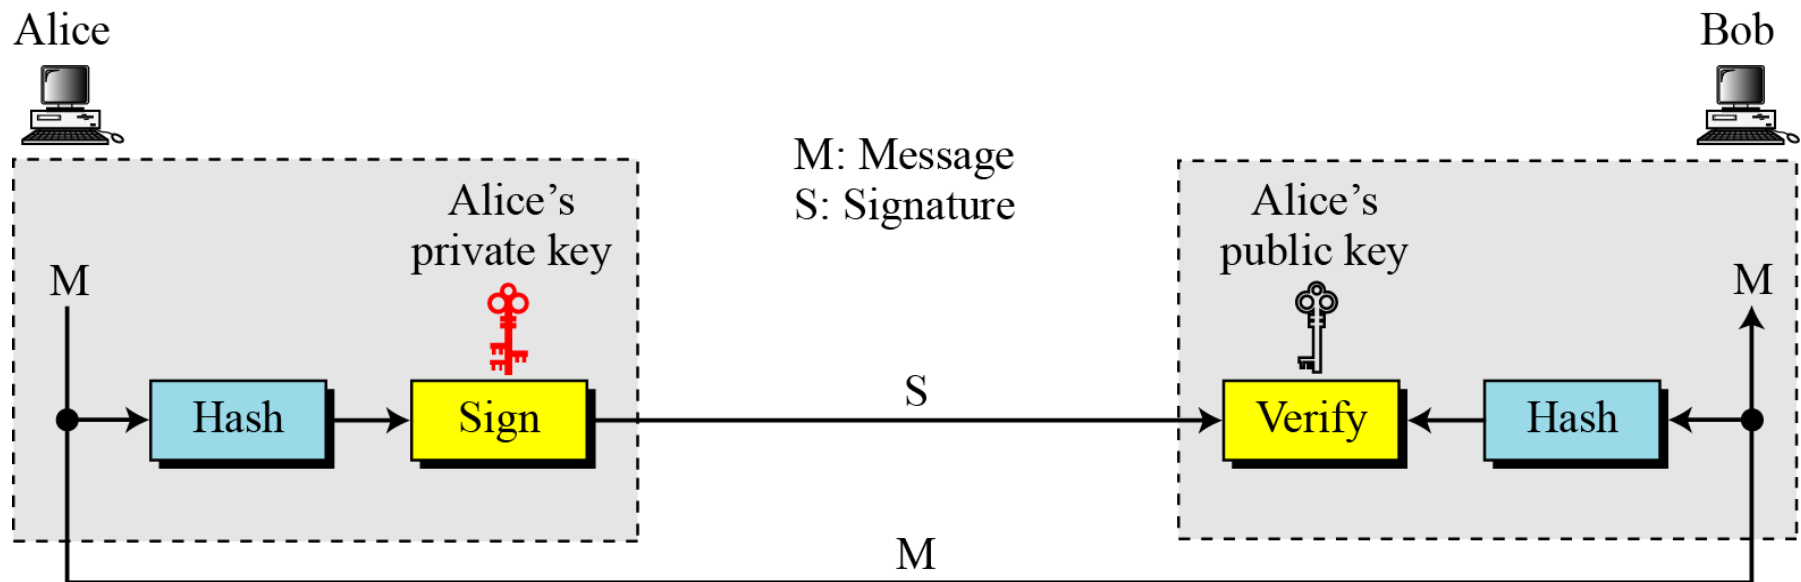 Alice
Bob
M: Message
S: Signature
Alice’s
private key
Alice’s
public key
M
M
Hash
Sign
S
Verify
Hash
M